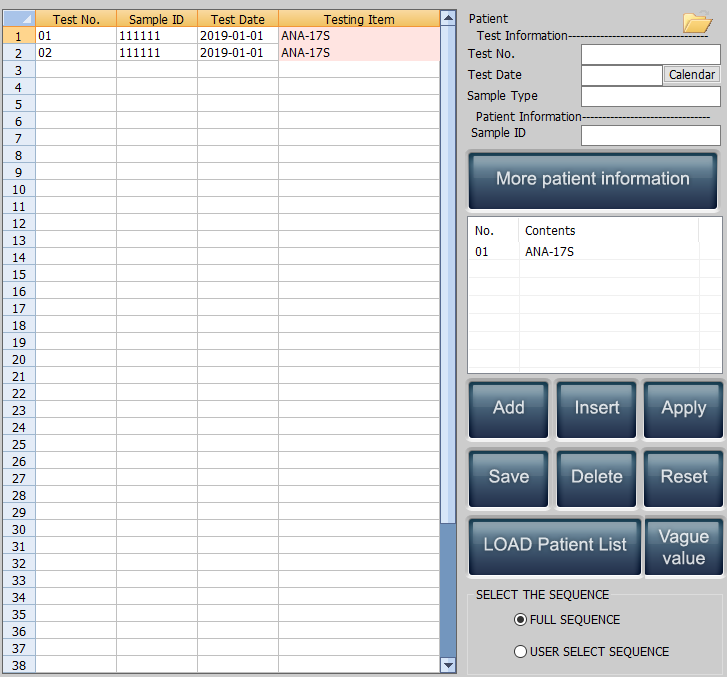 Test No. Sample ID Test Date Testing Item
1 01 111111 2019-01-01 ANA-17S
2 02 111111 2019-01-01 ANA-17S
3
4
5
6
7
8
9
10
11
12
13
14
15
16
17
18
19
20
21
22
23
24
25
26
27
28
29
30
31
32
33
34
35
36
37
38
Patient
Test Information------------------------------------
Test No.
Test Date Calendar
Sample Type
Patient Information---------------------------------
Sample ID
More patient information
No. Contents
01 ANA-17S
Add Insert Apply
Save Delete Reset
LOAD Patient List Vague
value
SELECT THE SEQUENCE
FULL SEQUENCE
USER SELECT SEQUENCE